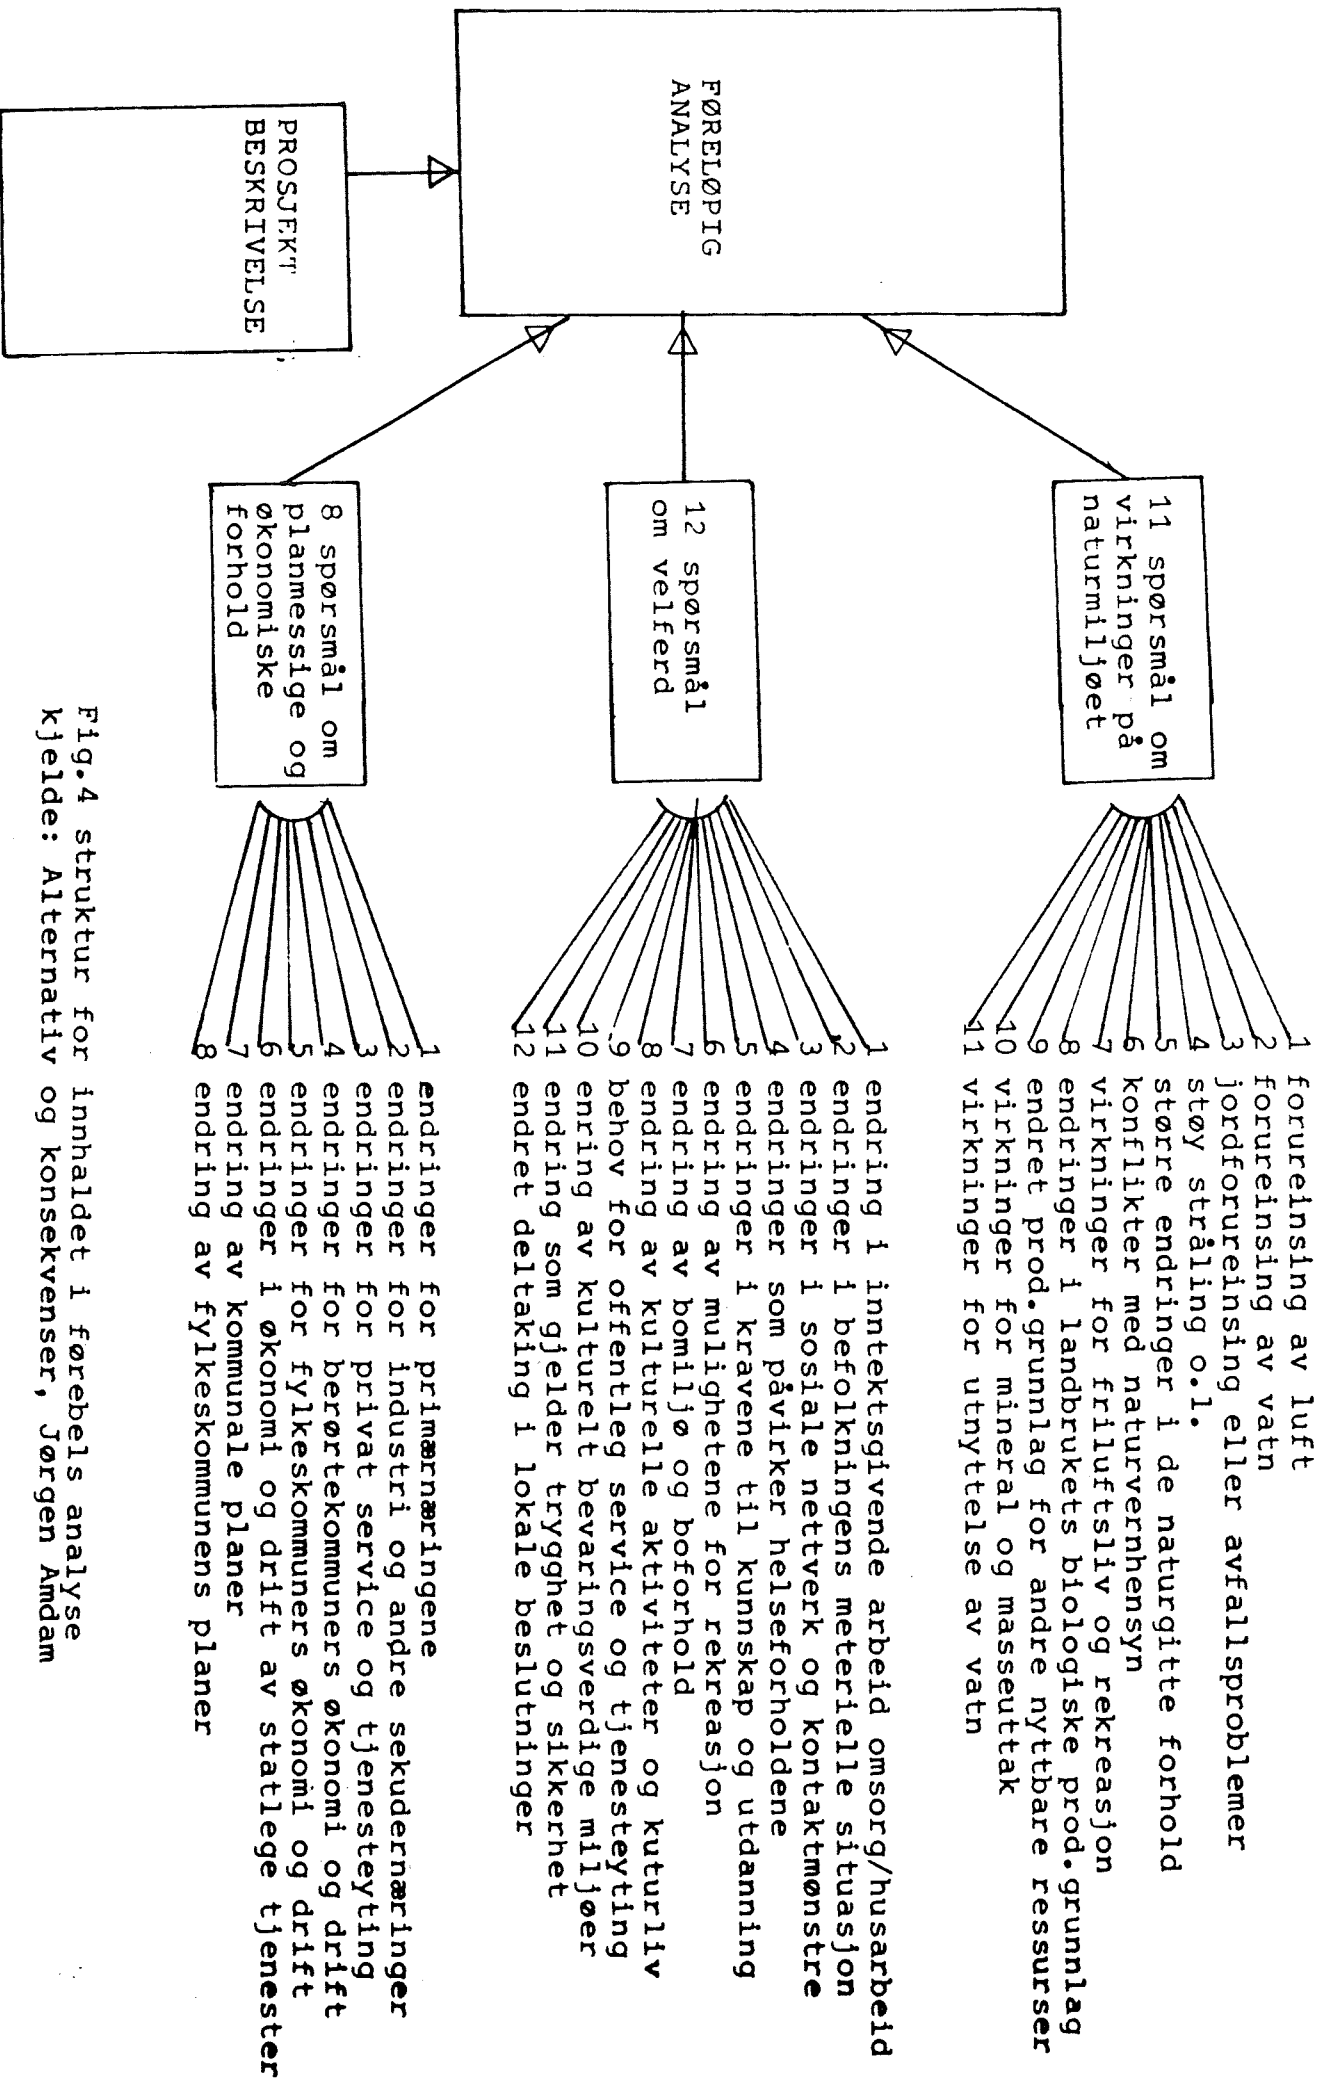 FØRELØPIG
ANALYSE
PROSJEKT
BESKRIVELSE
11 spørsmål om
virkninger på
naturmiljøet
1 forureinsing av luft
2 forureinsing av vatn
3 jordforureinsing eller avfallsproblemer
4 støy stråling o.l.
5 større endringer i de naturgitte forhold
6 konflikter med naturvernhensyn
7 virkninger for friluftsliv og rekreasjon
8 endringer i landbrukets biologiske prod.grunnlag
9 endret prod.grunnlag for andre nyttbare ressurser
10 virkninger for mineral og masseuttak
11 virkninger for utnyttelse av vatn
12 spørsmål
om velferd
1 endring i inntektsgivende arbeid omsorg/husarbeid
2 endringer i befolkningens meterielle situasjon
3 endringer i sosiale nettverk og kontaktmønstre
4 endringer som påvirker helseforholdene
5 endringer i kravene til kunnskap og utdanning
6 endring av mulighetene for rekreasjon
7 endring av bomiljø og boforhold
8 endring av kulturelle aktiviteter og kuturliv
9 behov for offentleg service og tjenesteyting
10 enring av kulturelt bevaringsverdige miljøer
11 endring som gjelder trygghet og sikkerhet
12 endret deltaking i lokale beslutninger
8 spørsmål om
planmessige og
økonomiske
forhold
1 endringer for primærnæringene
2 endringer for industri og andre sekudernæringer
3 endringer for privat service og tjenesteyting
4 endringer for berørtekommuners økonomi og drift
5 endringer for fylkeskommuners økonomi og drift
6 endringer i økonomi og drift av statlege tjenester
7 endring av kommunale planer
8 endring av fylkeskommunens planer
Fig.4 struktur for innhaldet i førebels analyse
kjelde: Alternativ og konsekvenser, Jørgen Amdam